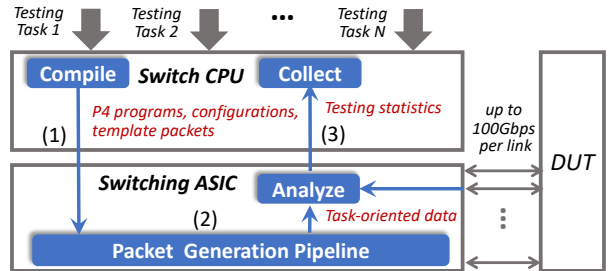 Testing Task 1
Testing Task 2
...
Testing Task N
Compile
Switch CPU
Collect
P4 programs, configurations,
template packets
Testing statistics
(1)
(3)
up to
100Gbps
per link
DUT
Switching ASIC
Analyze
(2)
Task-oriented data
...
Packet Generation Pipeline